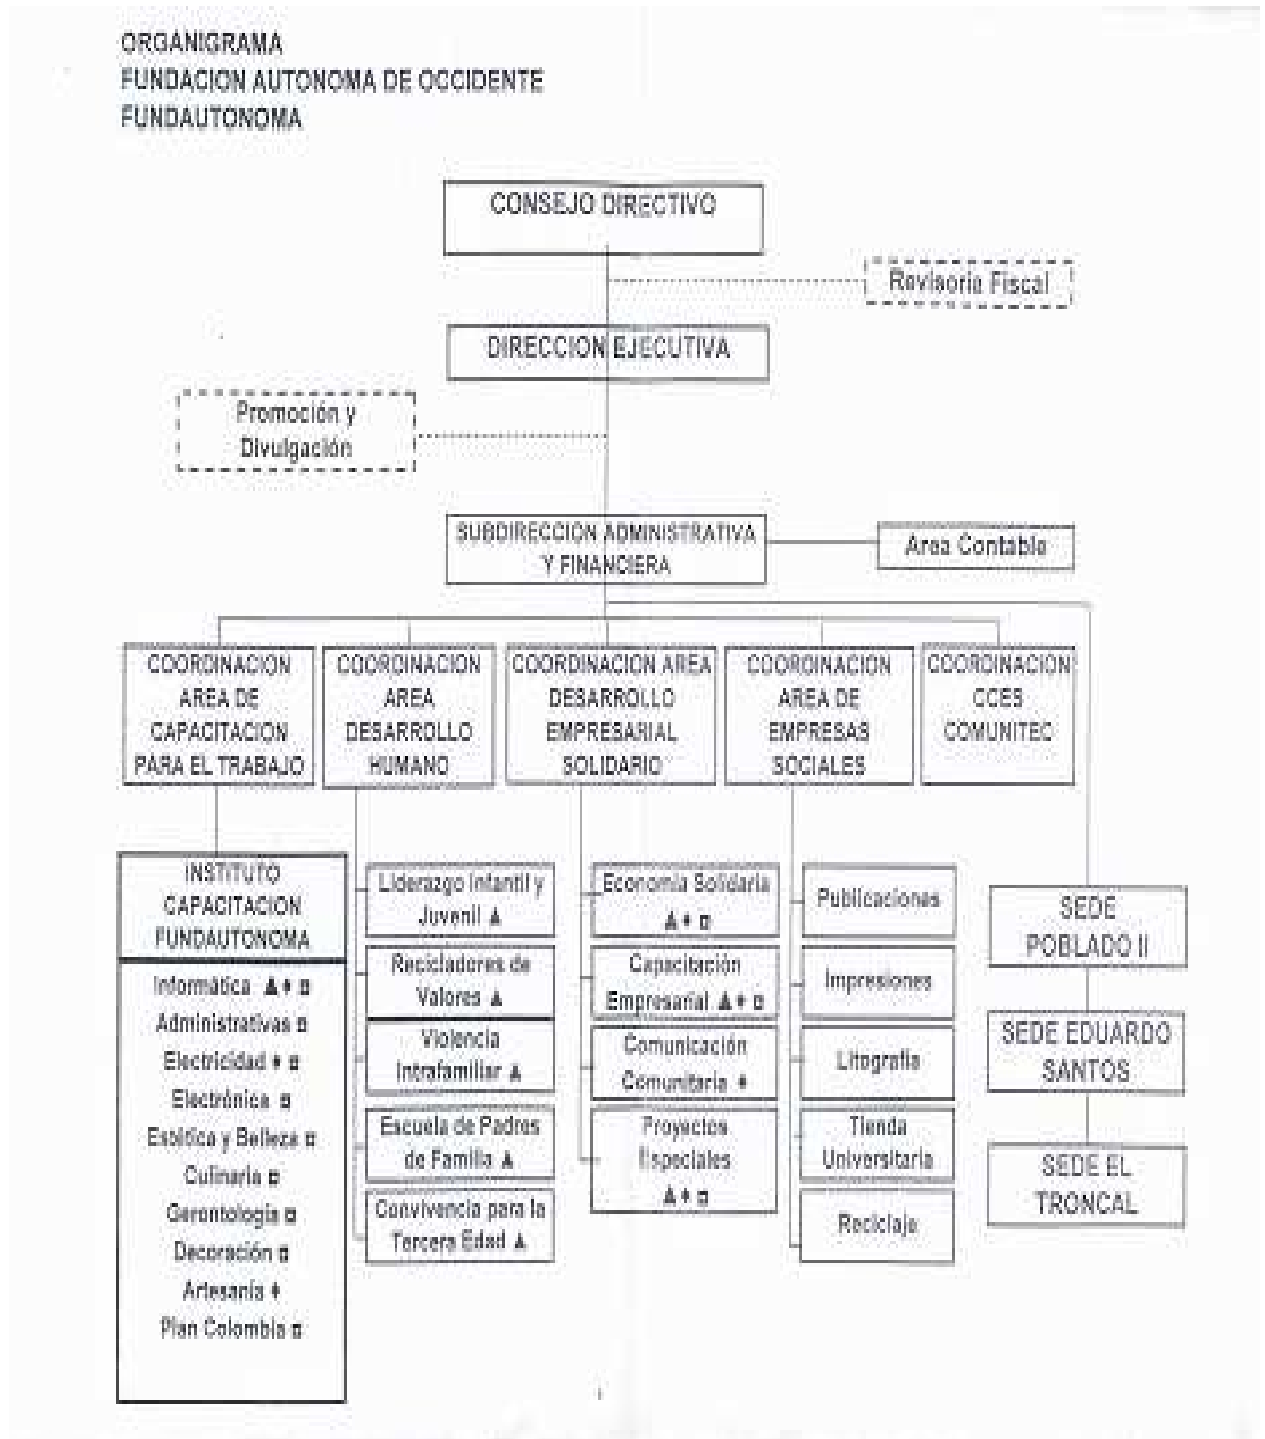 ORGANIGRAMA
FUNDACION AUTONOMA DE OCCIDENTE
FUNDAUTONOMA
CONSEJO DIRECTIVO
Revisoría Fiscal
DIRECCION EJECUTIVA
Promoción y
Divulgación
SUBDIRECCION ADMINISTRATIVA
Y FINANCIERA
Area Contable
COORDINACION
AREA DE
CAPACITACION
PARA EL TRABAJO
COORDINACION
AREA
DESARROLLO
HUMANO
COORDINACION AREA
DESARROLLO
EMPRESARIAL
SOLIDARIO
COORDINACION
AREA DE
EMPRESAS
SOCIALES
COORDINACION
CCES
COMUNITEC
INSTITUTO
CAPACITACION
FUNDAUTONOMA
Informática ▲♦◘
Administrativas ◘
Electricidad ♦ ◘
Electrónica ◘
Estética y Belleza ◘
Culinaria ◘
Gerontología ◘
Decoración ◘
Artesanía ♦
Plan Colombia ◘
Liderazgo Infantil y
Juvenil ▲
Recicladores de
Valores ▲
Violencia
Intrafamiliar ▲
Escuela de Padres
de Familia ▲
Convivencia para la
Tercera Edad ▲
Economía Solidaria
▲♦◘
Capacitación
Empresarial ▲♦◘
Comunicación
Comunitaria ♦
Proyectos
Especiales
▲♦◘
Publicaciones
Impresiones
Litografía
Tienda
Universitaria
Reciclaje
SEDE
POBLADO II
SEDE EDUARDO
SANTOS
SEDE EL
TRONCAL